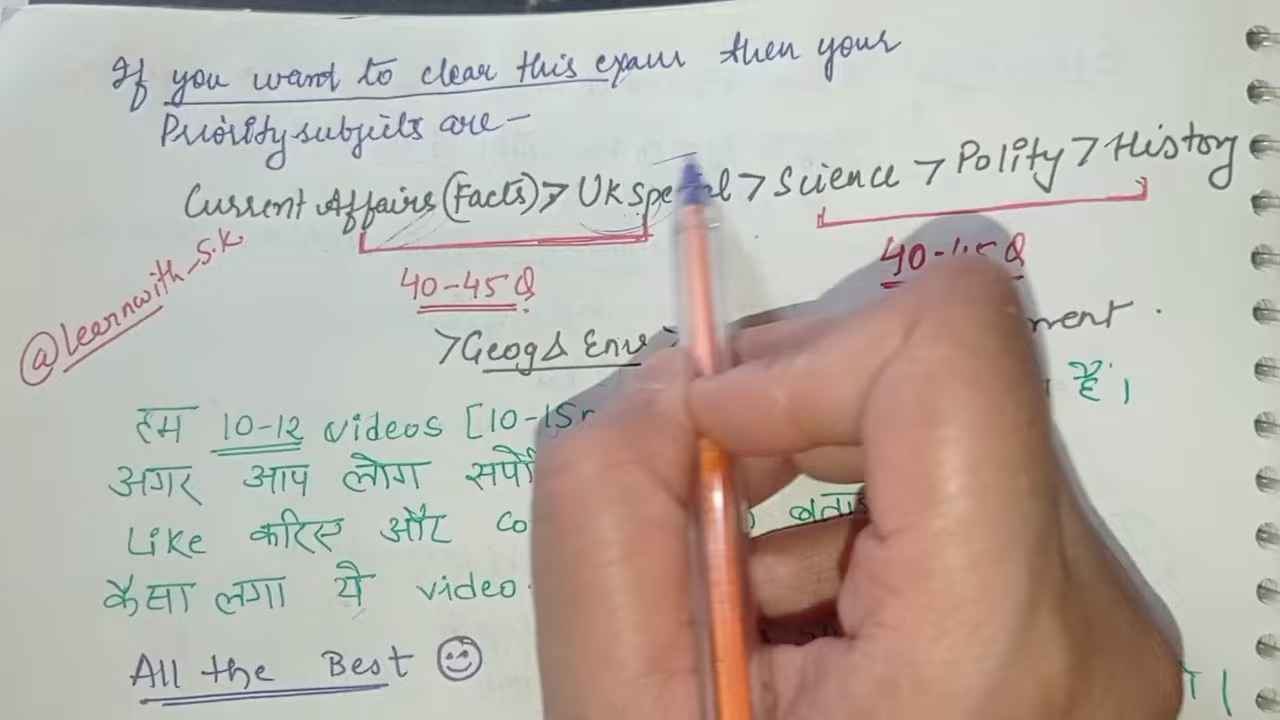 If you want to clear this exam then your
Priority subjects are -
Current Affairs (Facts) > UK Special > Science > Polity > History
40-45 Q
40-45 Q
@learnwith_S.K
> Geog & Env >
हम 10-12 videos [10-15 है।
अगर आप लोग
Like करिए और
कैसा लगा ये video
All the Best